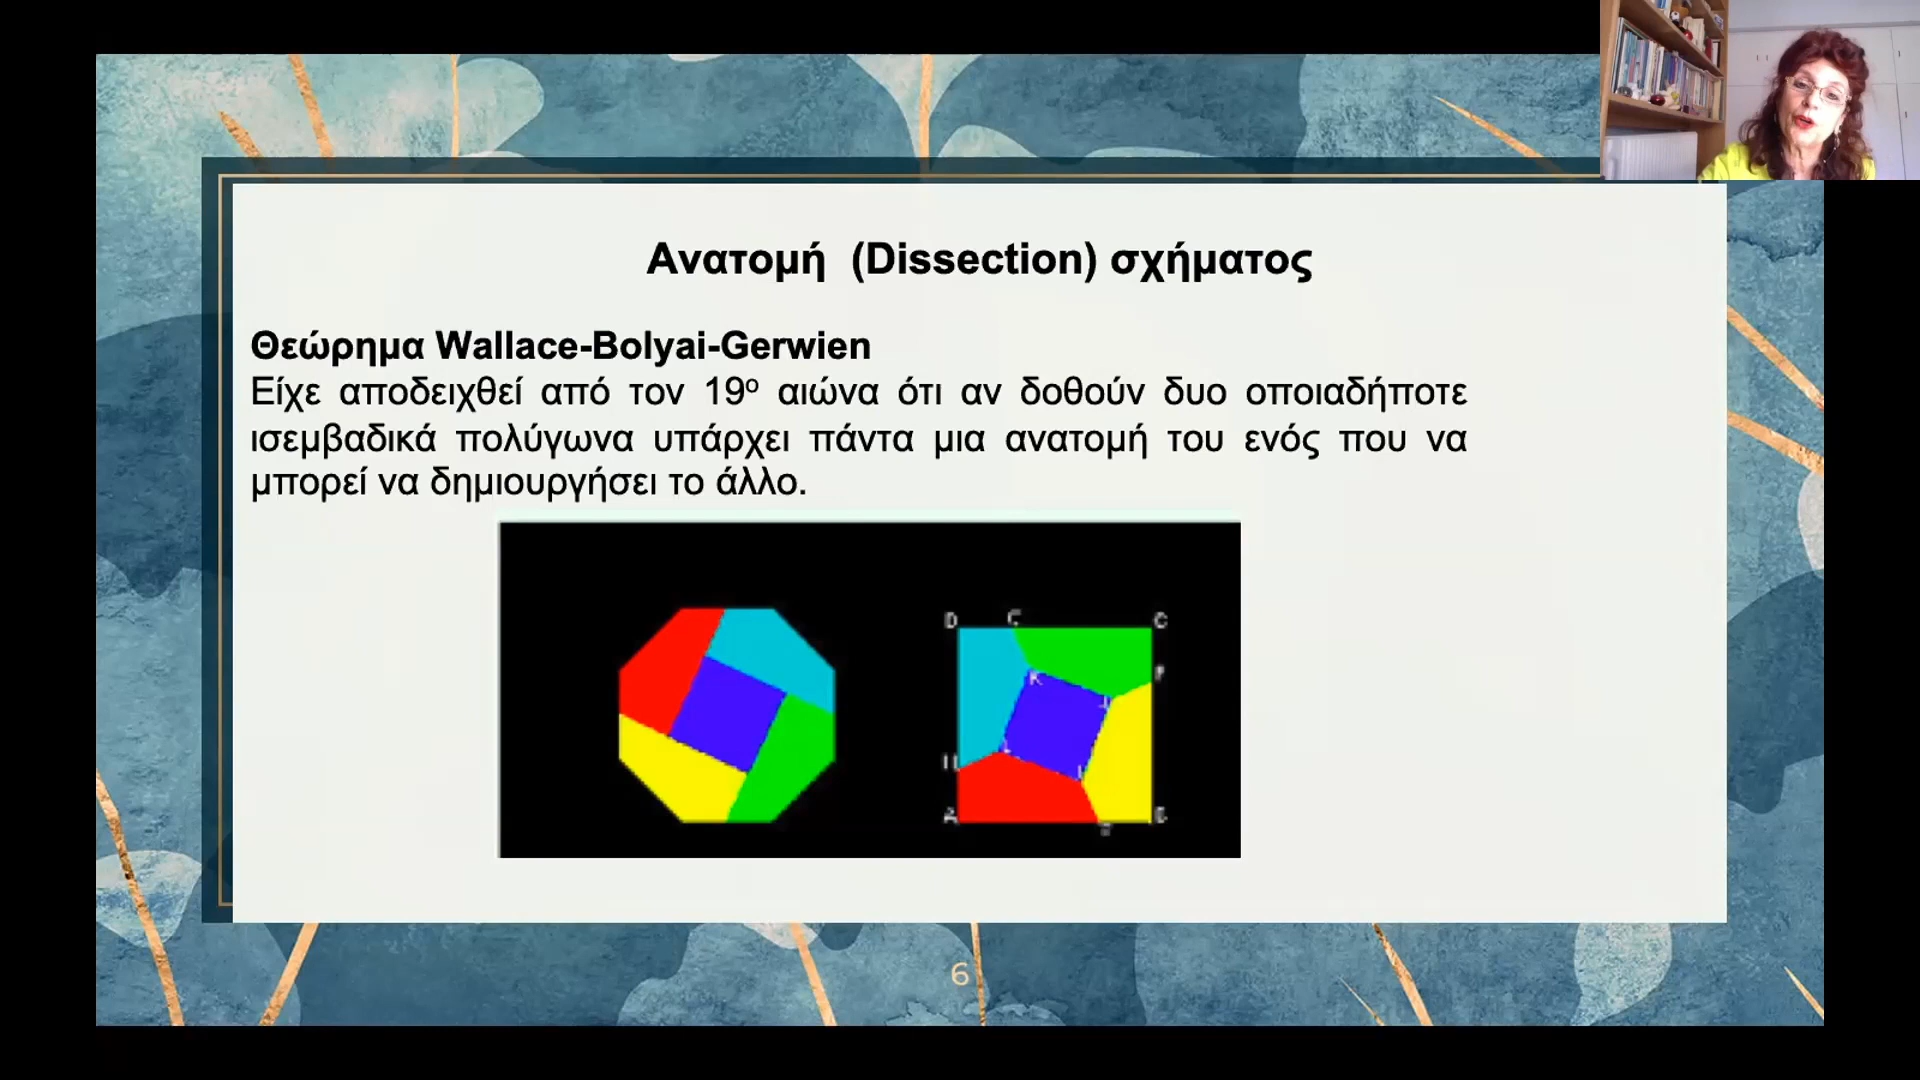 Ανατομή (Dissection) σχήματος
Θεώρημα Wallace-Bolyai-Gerwien
Είχε αποδειχθεί από τον 19ο αιώνα ότι αν δοθούν δυο οποιαδήποτε
ισεμβαδικά πολύγωνα υπάρχει πάντα μια ανατομή του ενός που να
μπορεί να δημιουργήσει το άλλο.
D
K
A
6